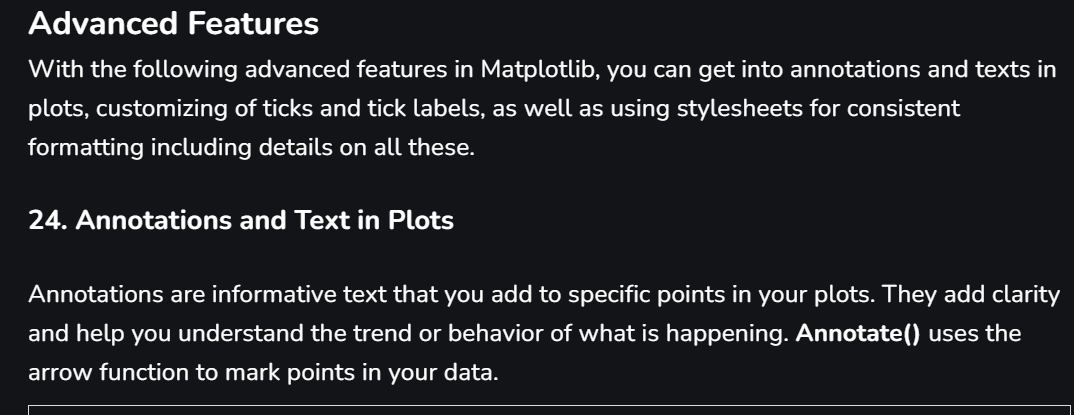 Advanced Features
With the following advanced features in Matplotlib, you can get into annotations and texts in
plots, customizing of ticks and tick labels, as well as using stylesheets for consistent
formatting including details on all these.
24. Annotations and Text in Plots
Annotations are informative text that you add to specific points in your plots. They add clarity
and help you understand the trend or behavior of what is happening. Annotate() uses the
arrow function to mark points in your data.